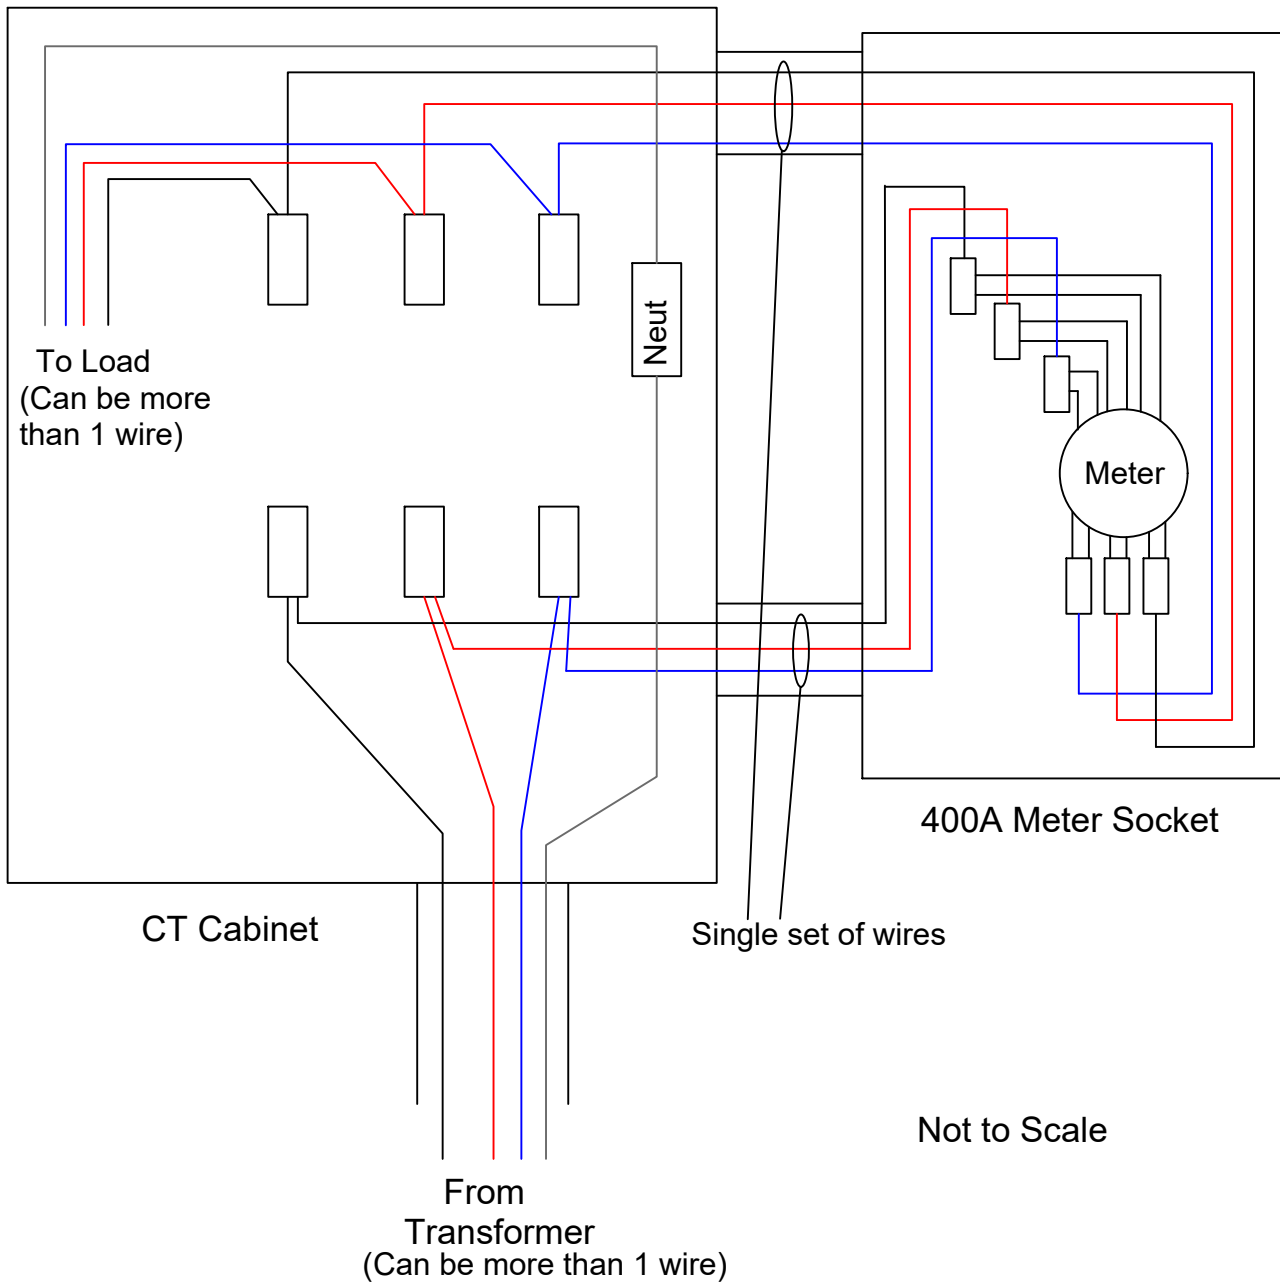 Neut
To Load
(Can be more
than 1 wire)
Meter
400A Meter Socket
CT Cabinet
Single set of wires
Not to Scale
From
Transformer
(Can be more than 1 wire)